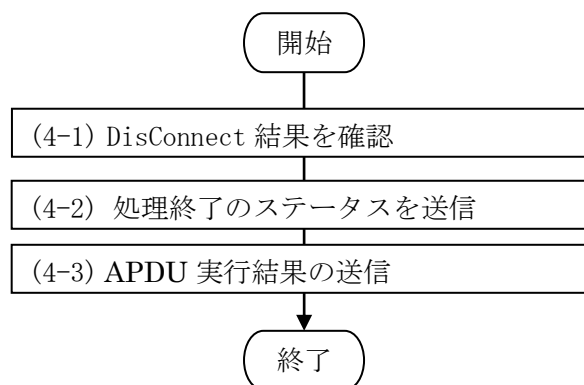 開始
(4-1) DisConnect 結果を確認
(4-2) 処理終了のステータスを送信
(4-3) APDU 実行結果の送信
終了